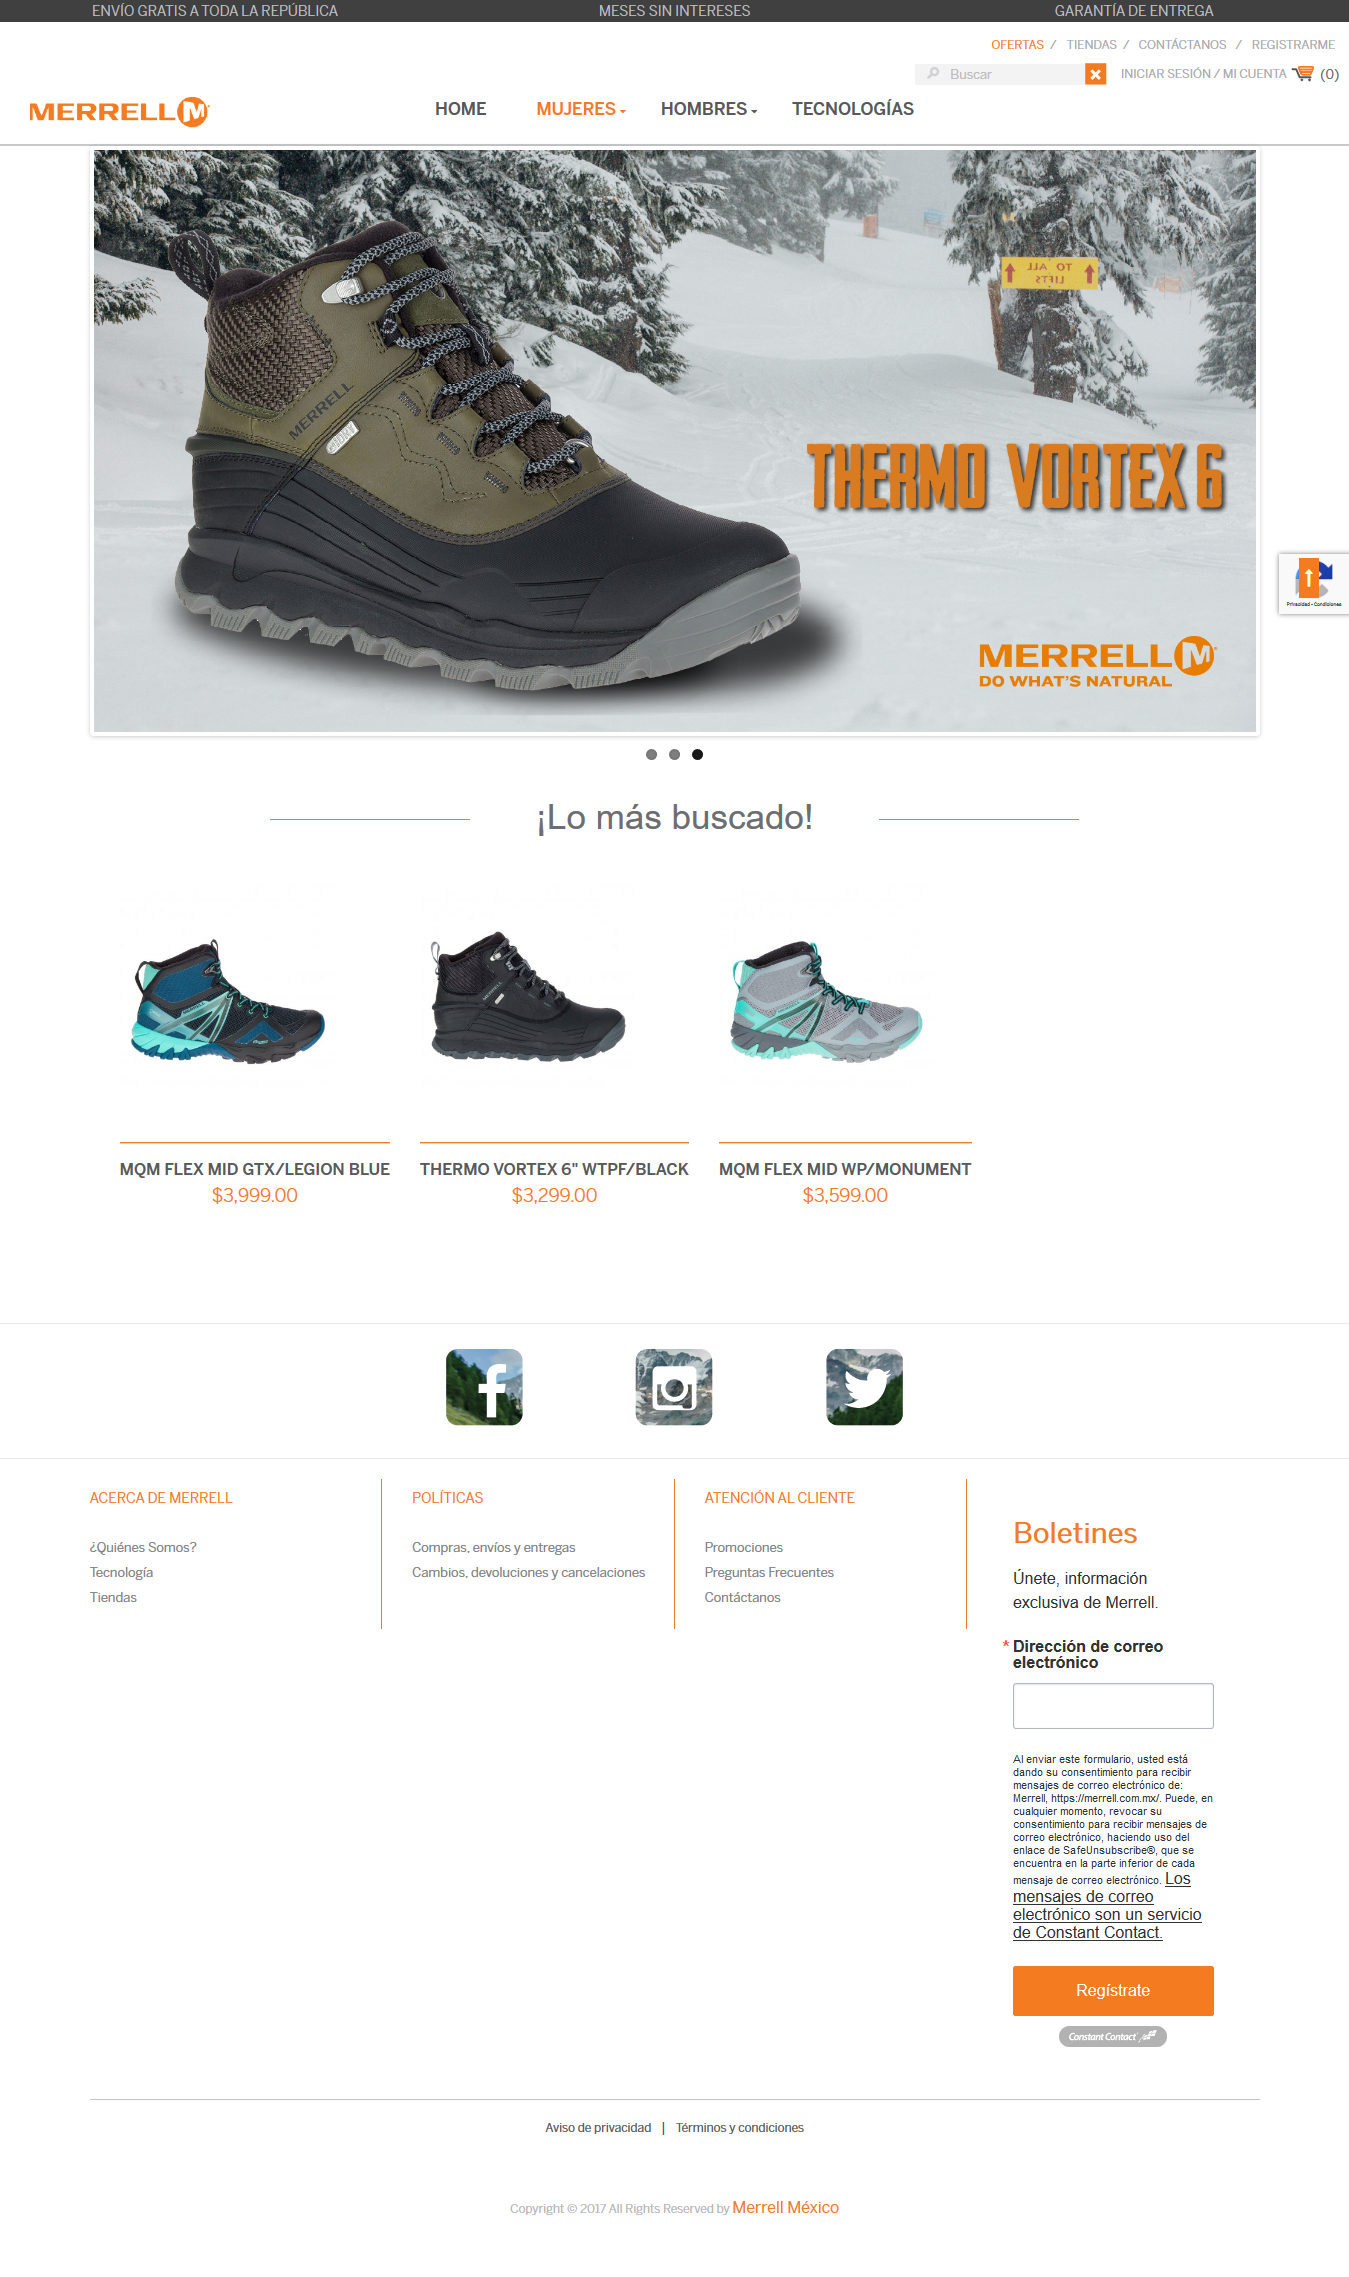 ENVÍO GRATIS A TODA LA REPÚBLICA
MESES SIN INTERESES
GARANTÍA DE ENTREGA
OFERTAS / TIENDAS / CONTÁCTANOS / REGISTRARME
Buscar
INICIAR SESIÓN / MI CUENTA (0)
MERRELL M
HOME
MUJERES
HOMBRES
TECNOLOGÍAS
TO ALL
LIFTS
MERRELL
THERMO VORTEX 6
MERRELL M
DO WHAT'S NATURAL
Privacidad - Condiciones
¡Lo más buscado!
MQM FLEX MID GTX/LEGION BLUE
$3,999.00
THERMO VORTEX 6" WTPF/BLACK
$3,299.00
MQM FLEX MID WP/MONUMENT
$3,599.00
ACERCA DE MERRELL
¿Quiénes Somos?
Tecnología
Tiendas
POLÍTICAS
Compras, envíos y entregas
Cambios, devoluciones y cancelaciones
ATENCIÓN AL CLIENTE
Promociones
Preguntas Frecuentes
Contáctanos
Boletines
Únete, información
exclusiva de Merrell.
* Dirección de correo
electrónico
Al enviar este formulario, usted está
dando su consentimiento para recibir
mensajes de correo electrónico de:
Merrell, https://merrell.com.mx/. Puede, en
cualquier momento, revocar su
consentimiento para recibir mensajes de
correo electrónico, haciendo uso del
enlace de SafeUnsubscribe®, que se
encuentra en la parte inferior de cada
mensaje de correo electrónico. Los
mensajes de correo
electrónico son un servicio
de Constant Contact.
Regístrate
Constant Contact
Aviso de privacidad | Términos y condiciones
Copyright © 2017 All Rights Reserved by Merrell México